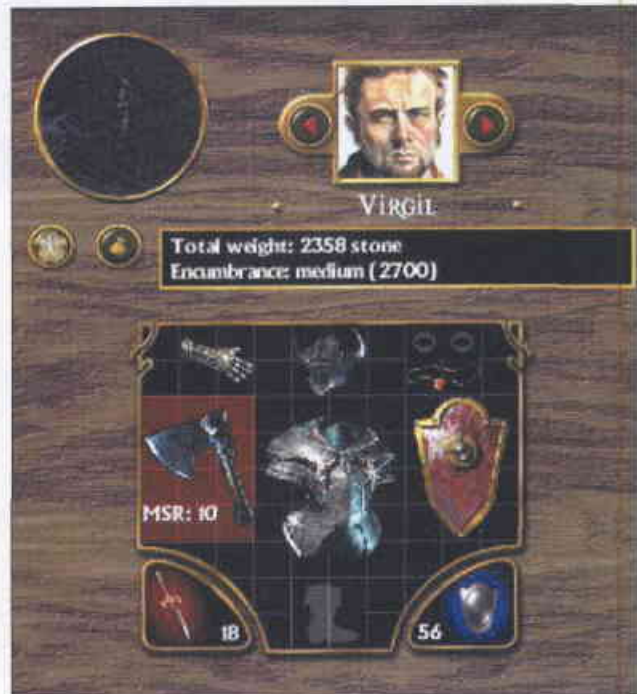 VIRGIL
Total weight: 2358 stone
Encumbrance: medium (2700)
MSR: 10
18
56